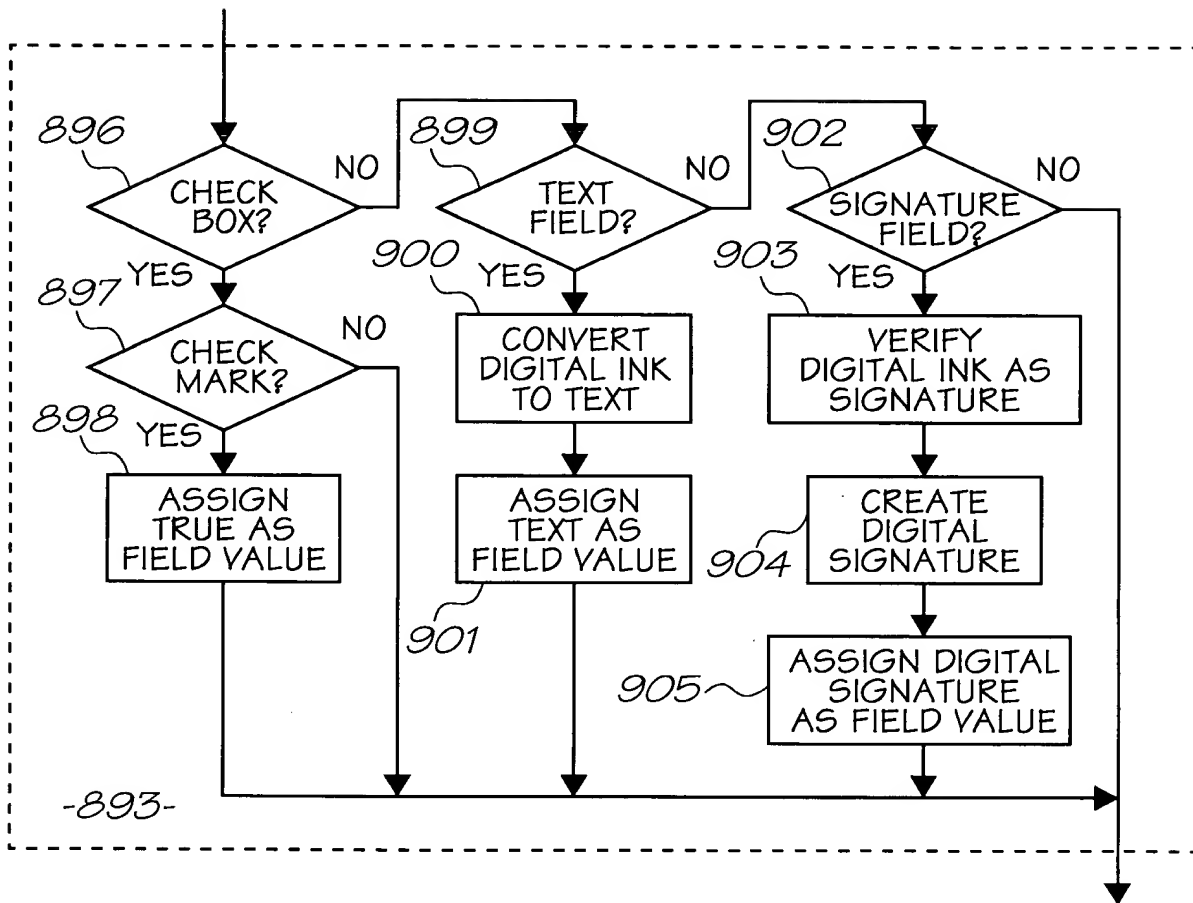 896
CHECK
BOX?
NO
YES
897
CHECK
MARK?
NO
898
YES
ASSIGN
TRUE AS
FIELD VALUE
899
TEXT
FIELD?
NO
900
YES
CONVERT
DIGITAL INK
TO TEXT
ASSIGN
TEXT AS
FIELD VALUE
901
902
SIGNATURE
FIELD?
NO
903
YES
VERIFY
DIGITAL INK AS
SIGNATURE
CREATE
DIGITAL
SIGNATURE
904
ASSIGN DIGITAL
SIGNATURE
AS FIELD VALUE
905
-893-